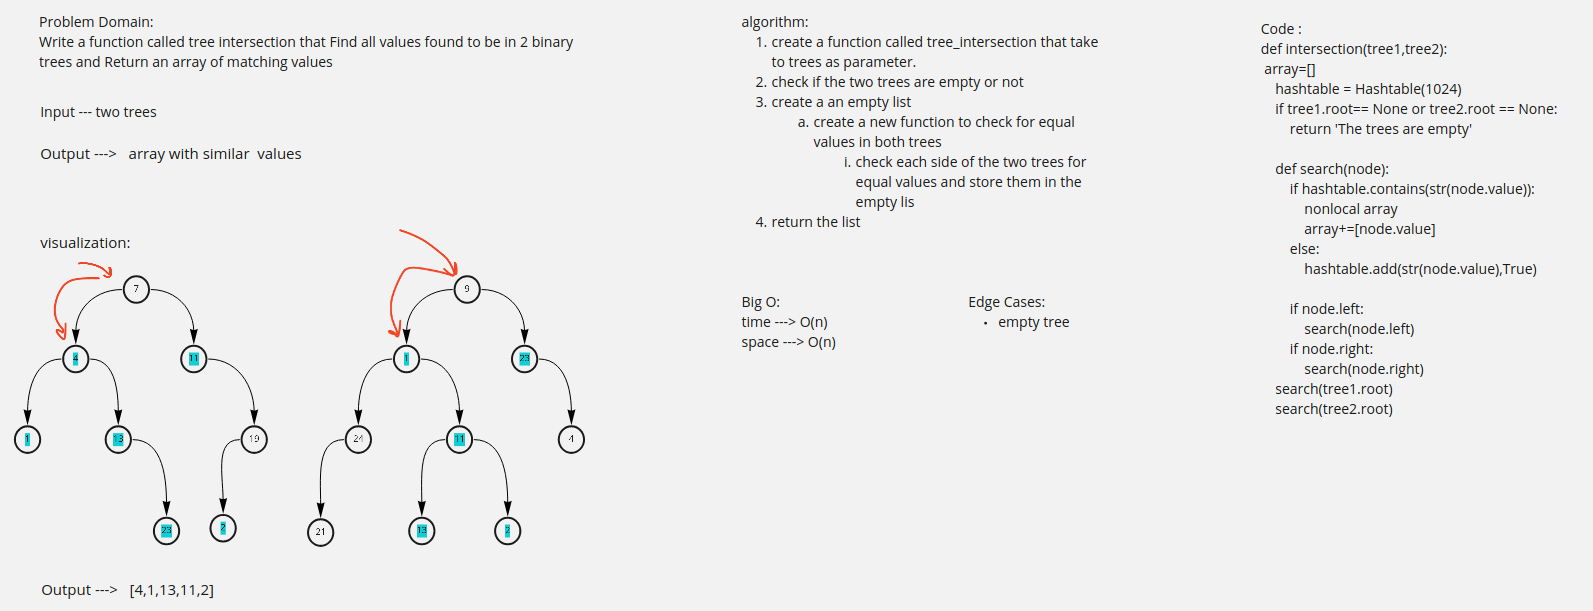 Problem Domain:
Write a function called tree intersection that Find all values found to be in 2 binary
trees and Return an array of matching values
Input --- two trees
Output ---> array with similar values
visualization:
7
4
11
1
13
19
23
2
9
1
23
24
11
4
21
13
2
Output ---> [4,1,13,11,2]
algorithm:
1. create a function called tree_intersection that take
to trees as parameter.
2. check if the two trees are empty or not
3. create a an empty list
a. create a new function to check for equal
values in both trees
i. check each side of the two trees for
equal values and store them in the
empty lis
4. return the list
Big O:
time ---> O(n)
space ---> O(n)
Edge Cases:
• empty tree
Code :
def intersection(tree1,tree2):
array=[]
hashtable = Hashtable(1024)
if tree1.root== None or tree2.root == None:
return 'The trees are empty'
def search(node):
if hashtable.contains(str(node.value)):
nonlocal array
array+=[node.value]
else:
hashtable.add(str(node.value),True)
if node.left:
search(node.left)
if node.right:
search(node.right)
search(tree1.root)
search(tree2.root)